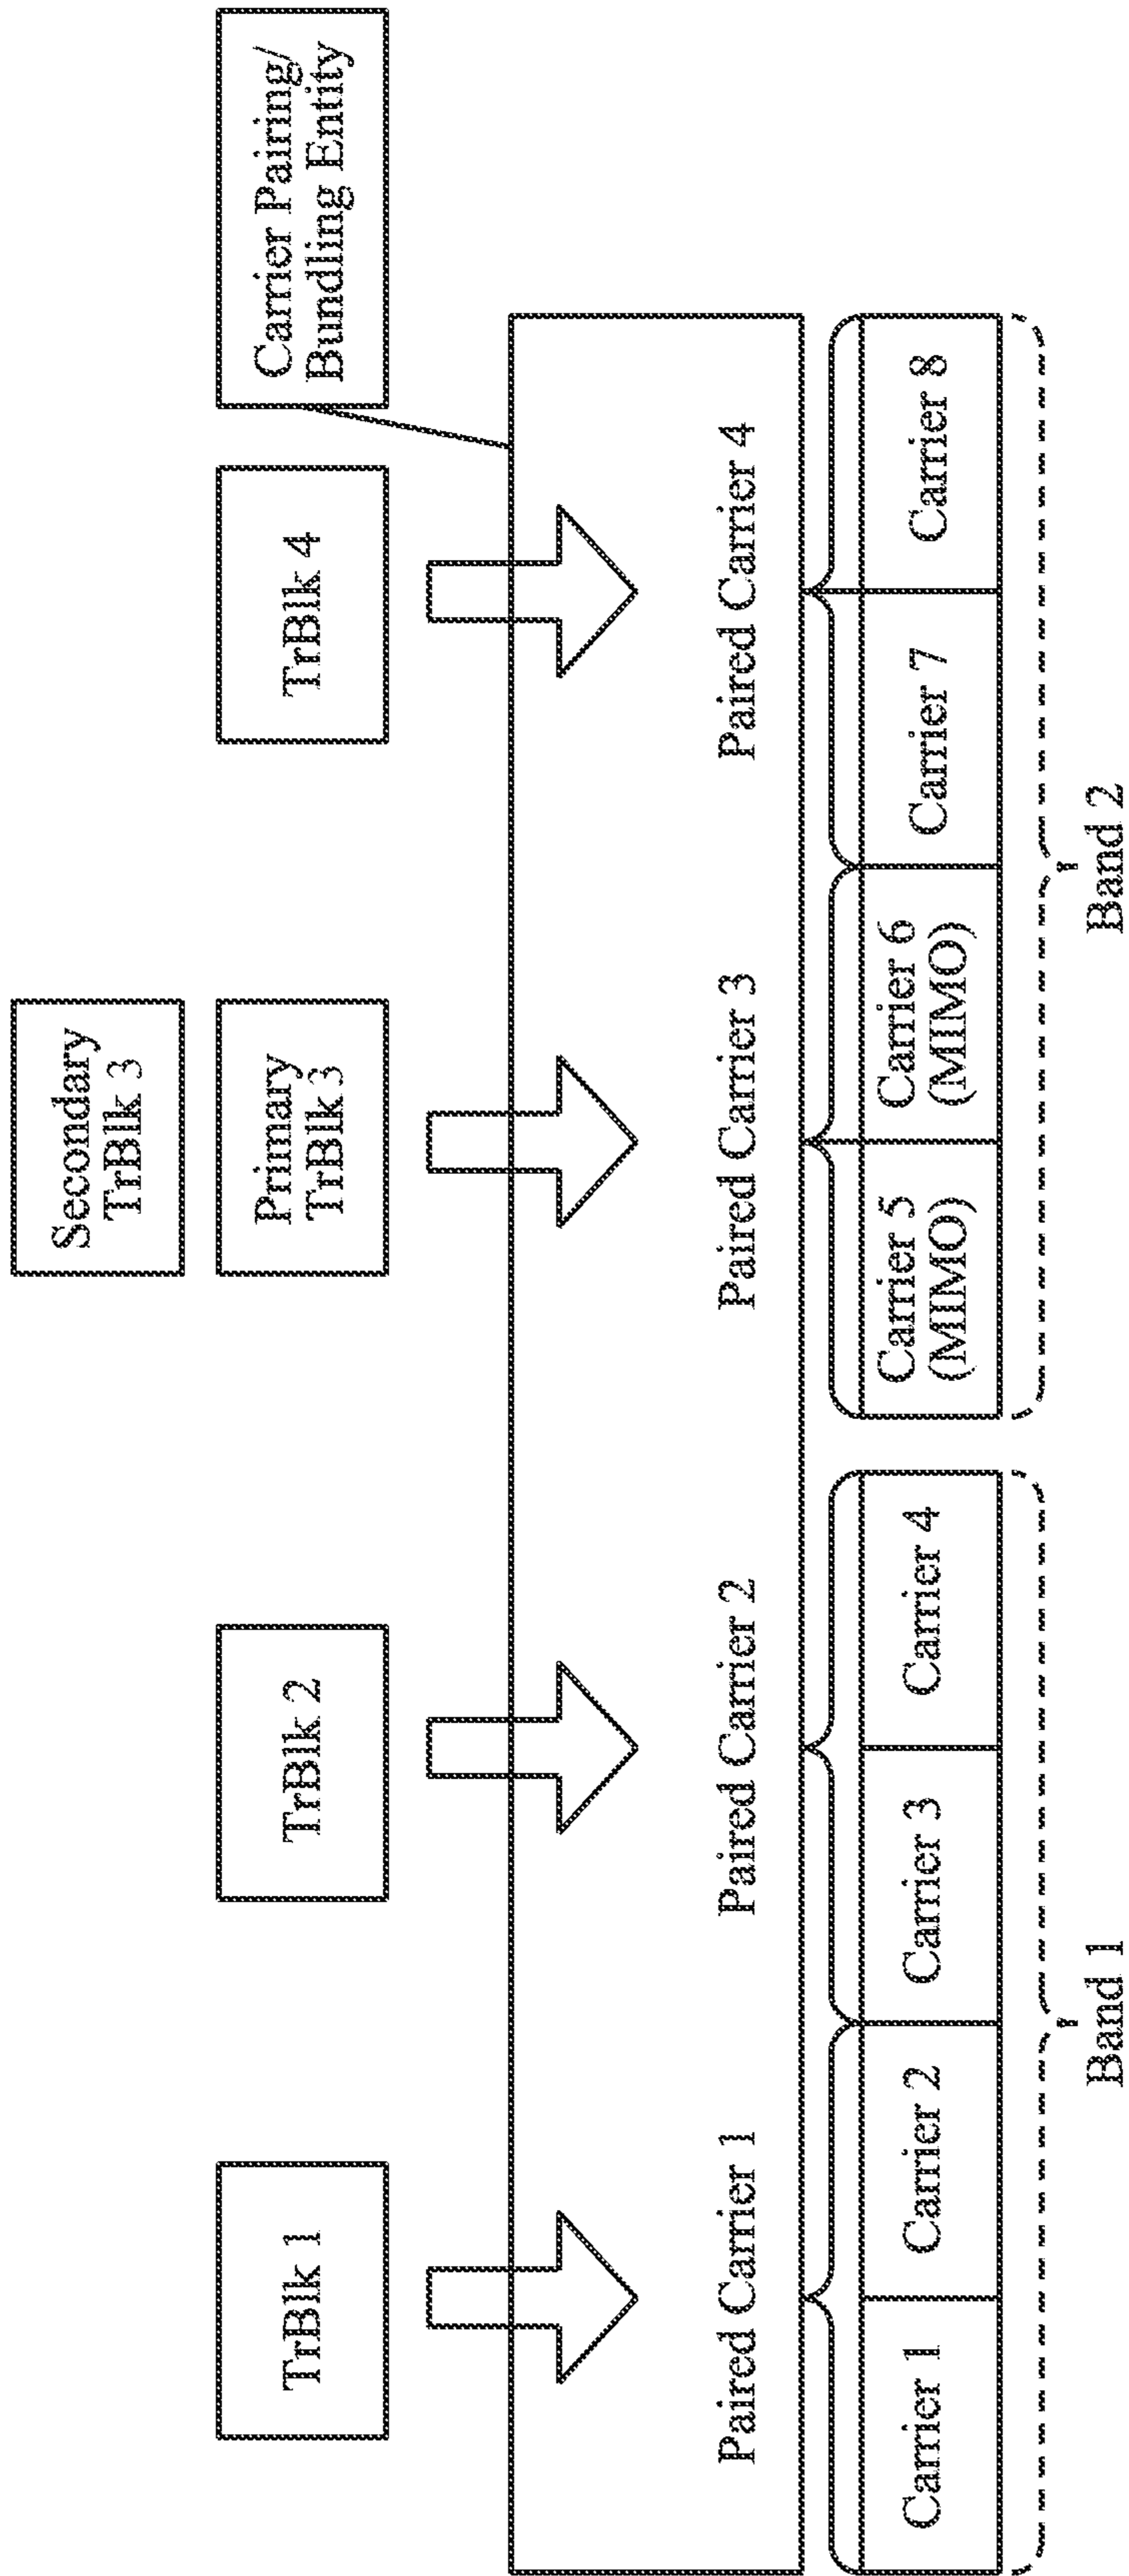 Secondary
TrBlk 3
TrBlk 1
TrBlk 2
Primary
TrBlk 3
TrBlk 4
Carrier Pairing/
Bundling Entity
Paired Carrier 1
Paired Carrier 2
Paired Carrier 3
Paired Carrier 4
Carrier 1
Carrier 2
Carrier 3
Carrier 4
Carrier 5
(MIMO)
Carrier 6
(MIMO)
Carrier 7
Carrier 8
Band 1
Band 2